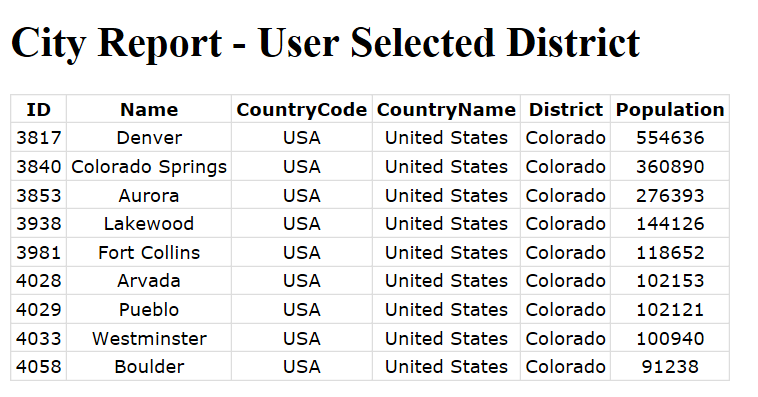 City Report - User Selected District
ID Name CountryCode CountryName District Population
3817 Denver USA United States Colorado 554636
3840 Colorado Springs USA United States Colorado 360890
3853 Aurora USA United States Colorado 276393
3938 Lakewood USA United States Colorado 144126
3981 Fort Collins USA United States Colorado 118652
4028 Arvada USA United States Colorado 102153
4029 Pueblo USA United States Colorado 102121
4033 Westminster USA United States Colorado 100940
4058 Boulder USA United States Colorado 91238